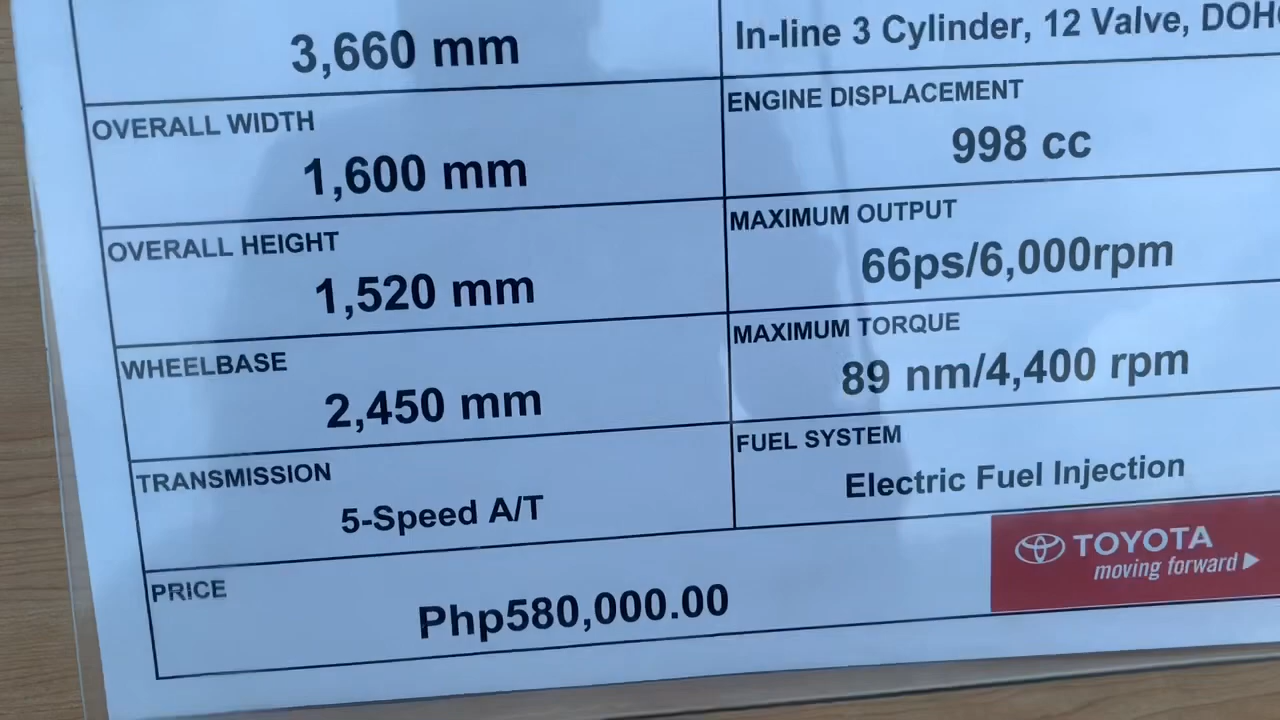 3,660 mm
In-line 3 Cylinder, 12 Valve, DOHC
OVERALL WIDTH
1,600 mm
ENGINE DISPLACEMENT
998 cc
OVERALL HEIGHT
1,520 mm
MAXIMUM OUTPUT
66ps/6,000rpm
WHEELBASE
2,450 mm
MAXIMUM TORQUE
89 nm/4,400 rpm
TRANSMISSION
5-Speed A/T
FUEL SYSTEM
Electric Fuel Injection
PRICE
Php580,000.00
TOYOTA
moving forward